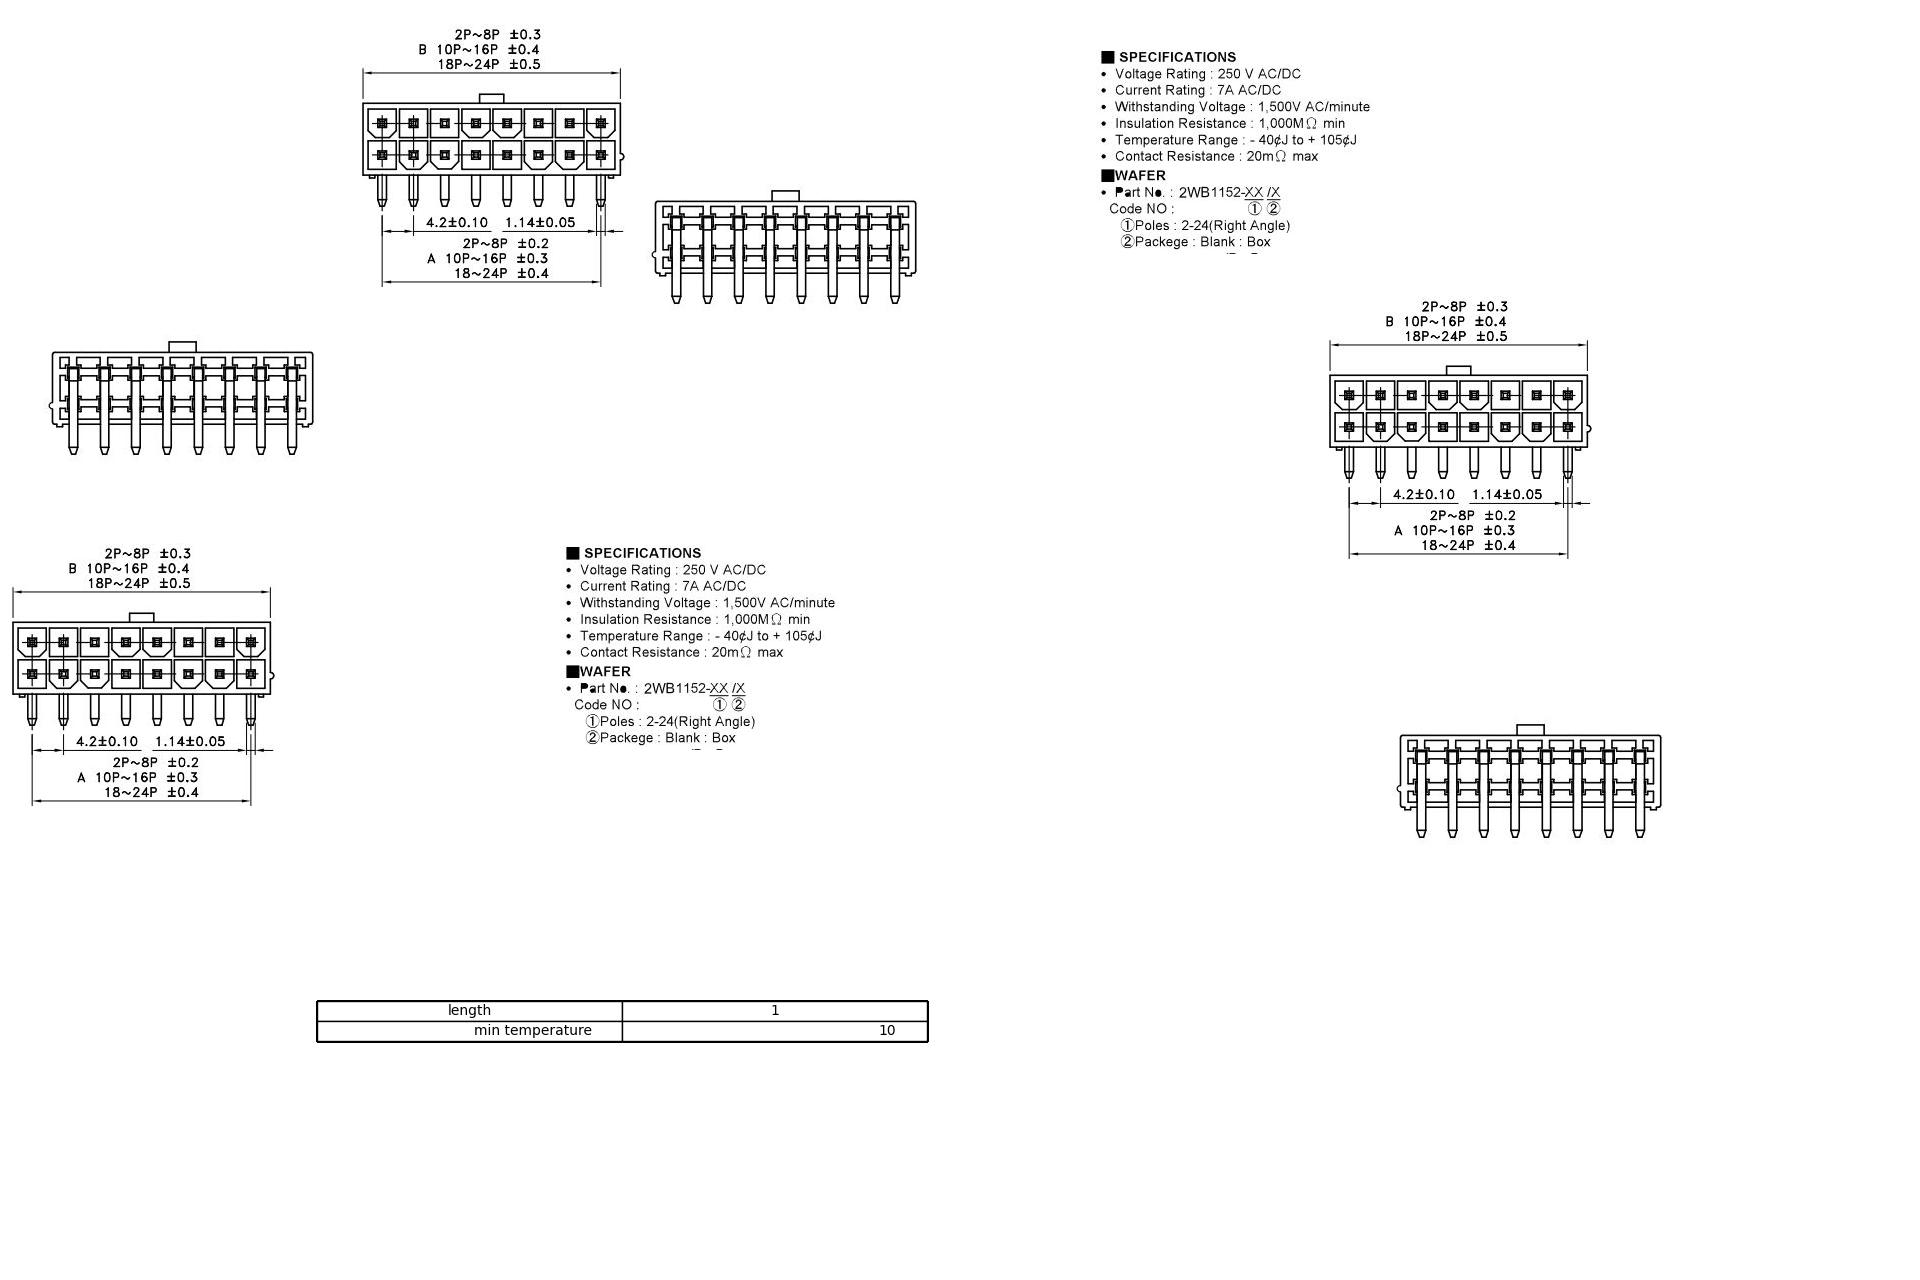 2P~8P ±0.3
B 10P~16P ±0.4
18P~24P ±0.5
4.2±0.10 1.14±0.05
2P~8P ±0.2
A 10P~16P ±0.3
18~24P ±0.4
■ SPECIFICATIONS
• Voltage Rating : 250 V AC/DC
• Current Rating : 7A AC/DC
• Withstanding Voltage : 1,500V AC/minute
• Insulation Resistance : 1,000MΩ min
• Temperature Range : - 40¢J to + 105¢J
• Contact Resistance : 20mΩ max
■WAFER
• Part No. : 2WB1152-XX /X
Code NO : ① ②
①Poles : 2-24(Right Angle)
②Packege : Blank : Box
2P~8P ±0.3
B 10P~16P ±0.4
18P~24P ±0.5
4.2±0.10 1.14±0.05
2P~8P ±0.2
A 10P~16P ±0.3
18~24P ±0.4
2P~8P ±0.3
B 10P~16P ±0.4
18P~24P ±0.5
4.2±0.10 1.14±0.05
2P~8P ±0.2
A 10P~16P ±0.3
18~24P ±0.4
■ SPECIFICATIONS
• Voltage Rating : 250 V AC/DC
• Current Rating : 7A AC/DC
• Withstanding Voltage : 1,500V AC/minute
• Insulation Resistance : 1,000MΩ min
• Temperature Range : - 40¢J to + 105¢J
• Contact Resistance : 20mΩ max
■WAFER
• Part No. : 2WB1152-XX /X
Code NO : ① ②
①Poles : 2-24(Right Angle)
②Packege : Blank : Box
length 1
min temperature 10